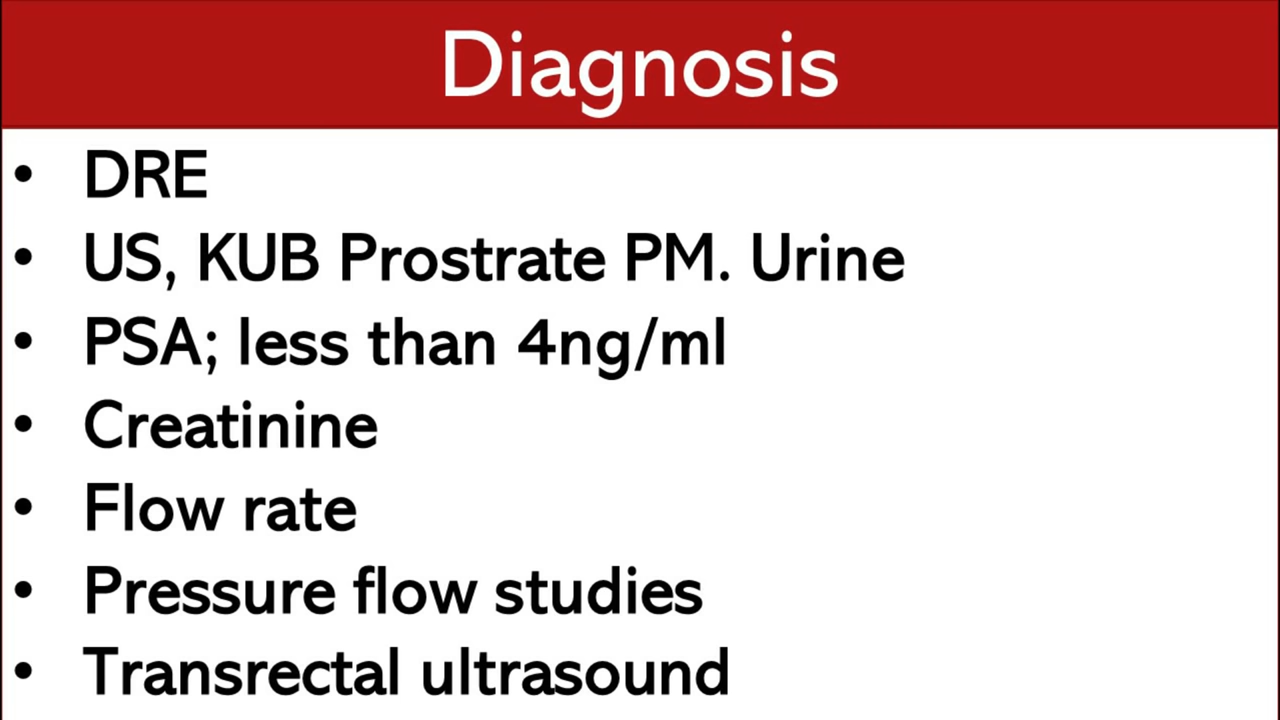 Diagnosis
• DRE
• US, KUB Prostrate PM. Urine
• PSA; less than 4ng/ml
• Creatinine
• Flow rate
• Pressure flow studies
• Transrectal ultrasound